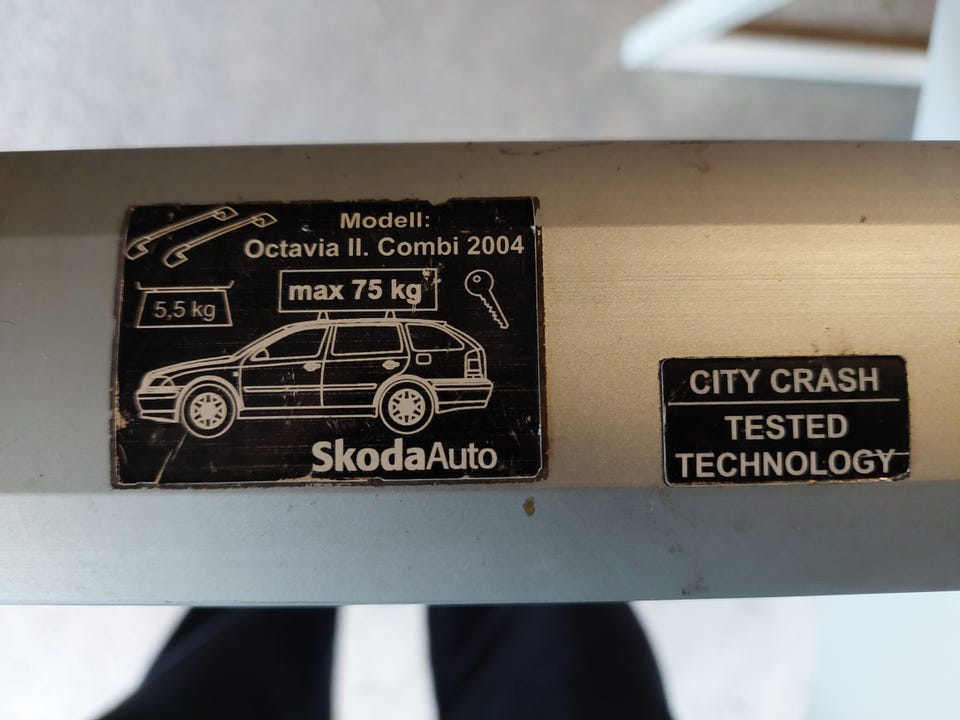 Modell:
Octavia II. Combi 2004
max 75 kg
5,5 kg
SkodaAuto
CITY CRASH
TESTED
TECHNOLOGY